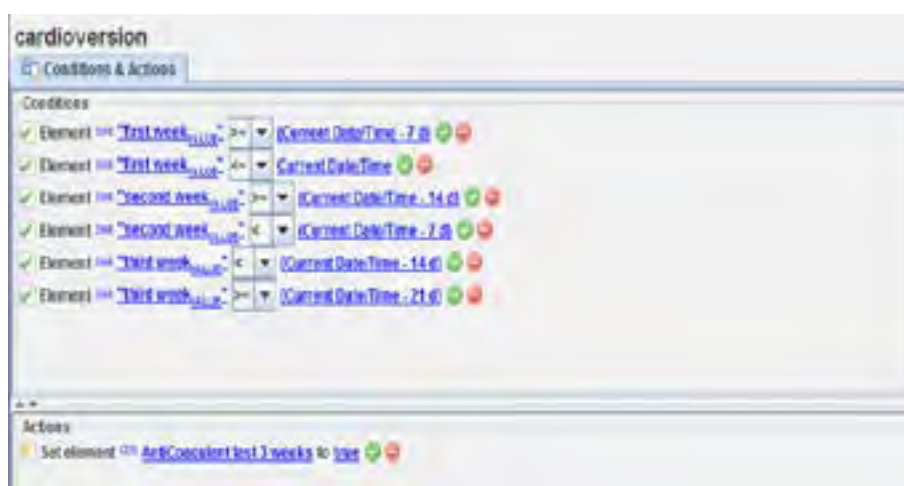 cardioversion
Conditions & Actions
Conditions
Element "first week" >= (Current Date/Time - 7 d)
Element "first week" <= Current Date/Time
Element "second week" >= (Current Date/Time - 14 d)
Element "second week" < (Current Date/Time - 7 d)
Element "third week" < (Current Date/Time - 14 d)
Element "third week" >= (Current Date/Time - 21 d)
Actions
Set element AntiCoagulent last 3 weeks to true